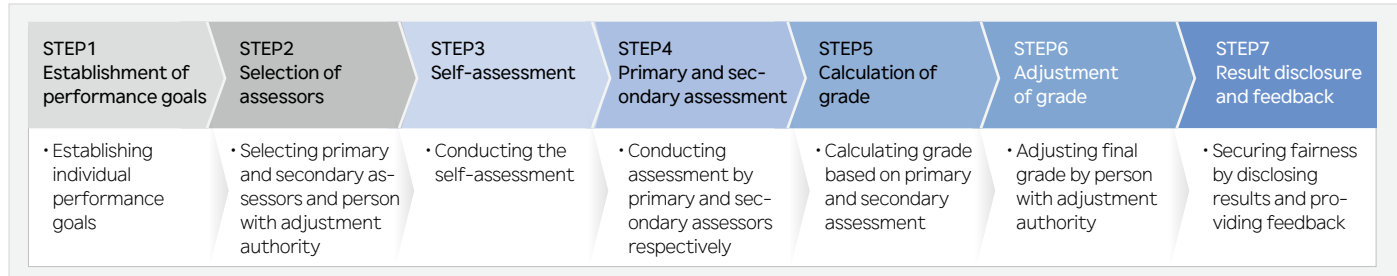 STEP1
Establishment of
performance goals
• Establishing
individual
performance
goals
STEP2
Selection of
assessors
• Selecting primary
and secondary as-
sessors and person
with adjustment
authority
STEP3
Self-assessment
• Conducting the
self-assessment
STEP4
Primary and sec-
ondary assessment
• Conducting
assessment by
primary and sec-
ondary assessors
respectively
STEP5
Calculation of
grade
• Calculating grade
based on primary
and secondary
assessment
STEP6
Adjustment
of grade
• Adjusting final
grade by person
with adjustment
authority
STEP7
Result disclosure
and feedback
• Securing fairness
by disclosing
results and pro-
viding feedback